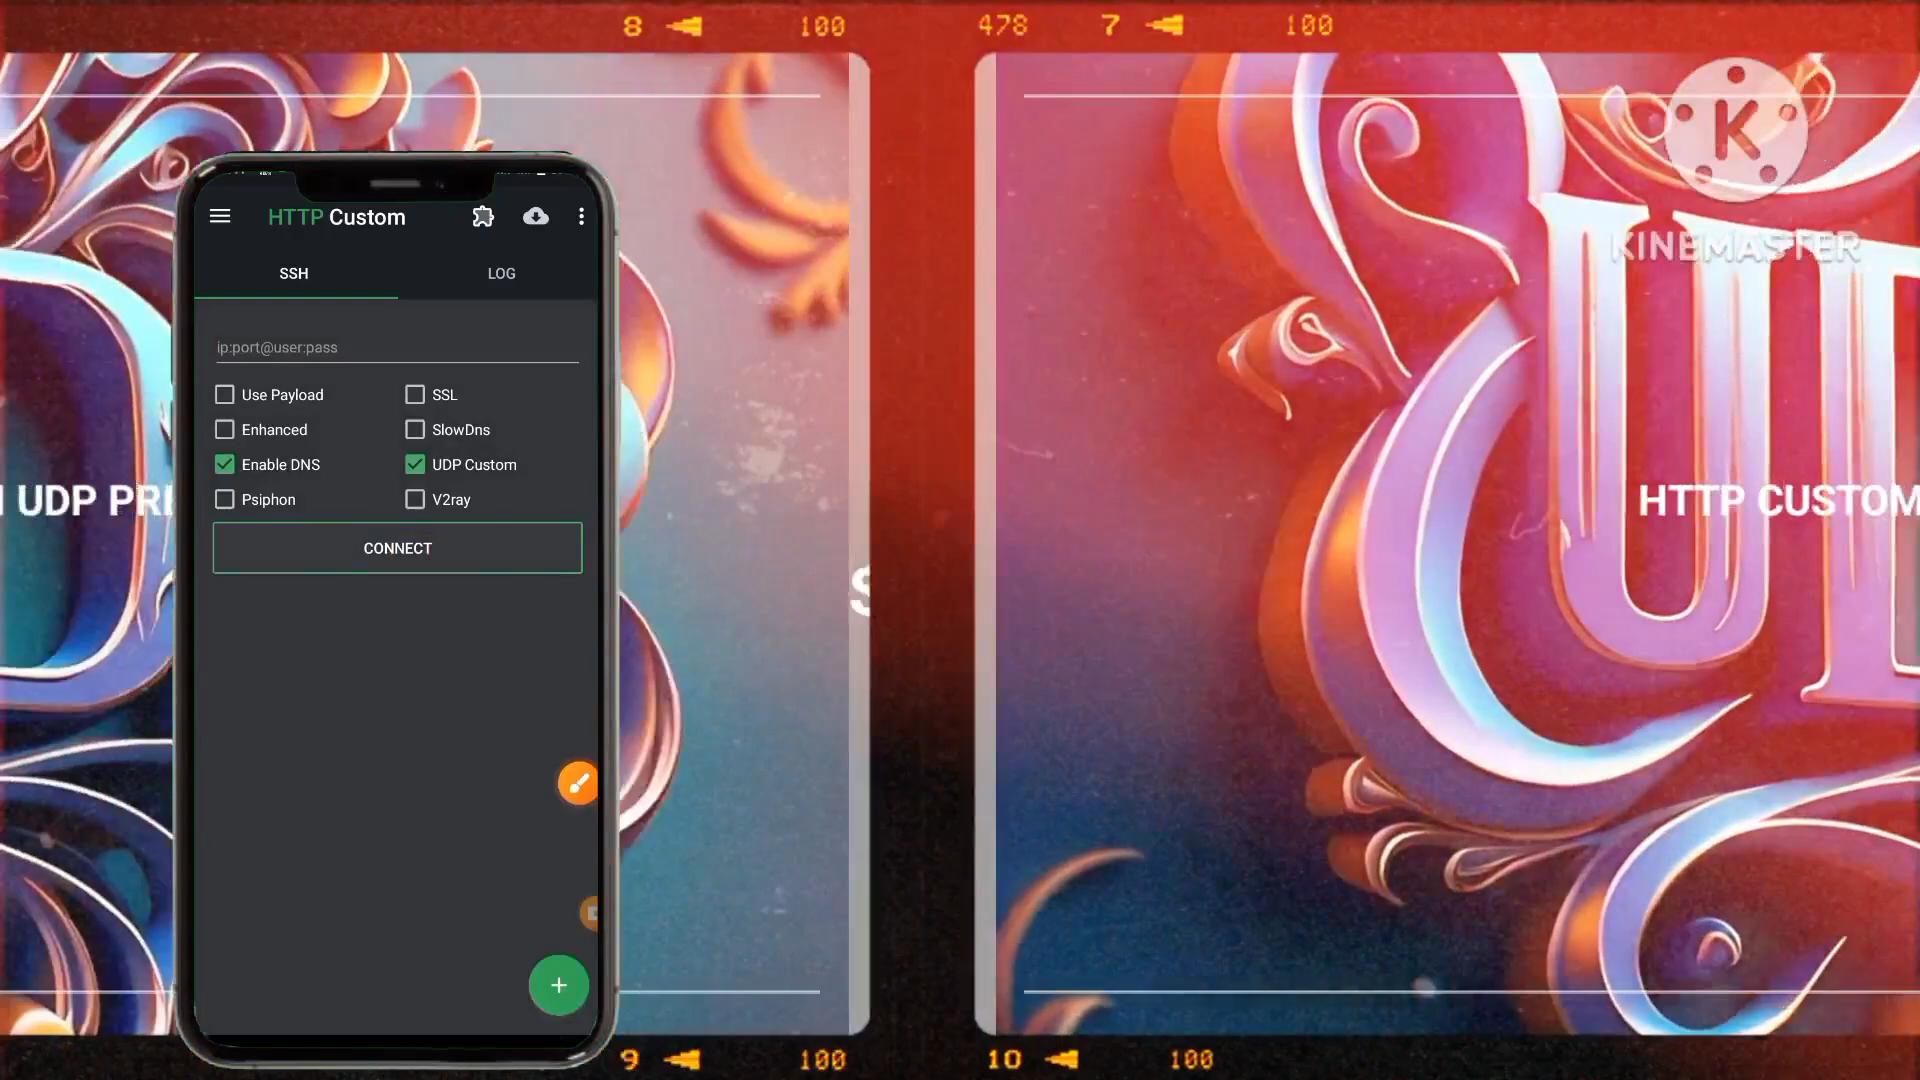 8 100 478 7 100
HTTP Custom
SSH LOG
ip:port@user:pass
Use Payload SSL
Enhanced SlowDns
Enable DNS UDP Custom
Psiphon V2ray
CONNECT
UDP PRE
S
K
KINEMASTER
HTTP CUSTOM
9 100 10 100